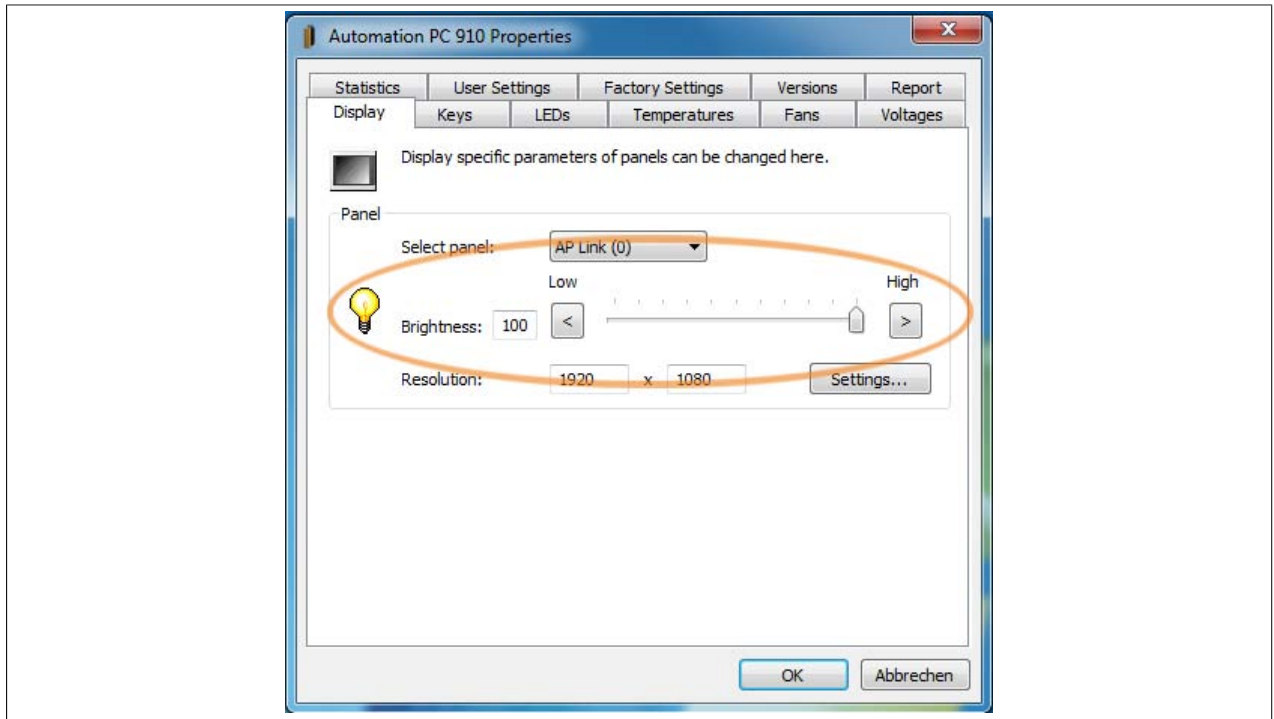 Automation PC 910 Properties
Statistics User Settings Factory Settings Versions Report
Display Keys LEDs Temperatures Fans Voltages
Display specific parameters of panels can be changed here.
Panel
Select panel: AP Link (0)
Low High
Brightness: 100 < >
Resolution: 1920 x 1080 Settings...
OK Abbrechen